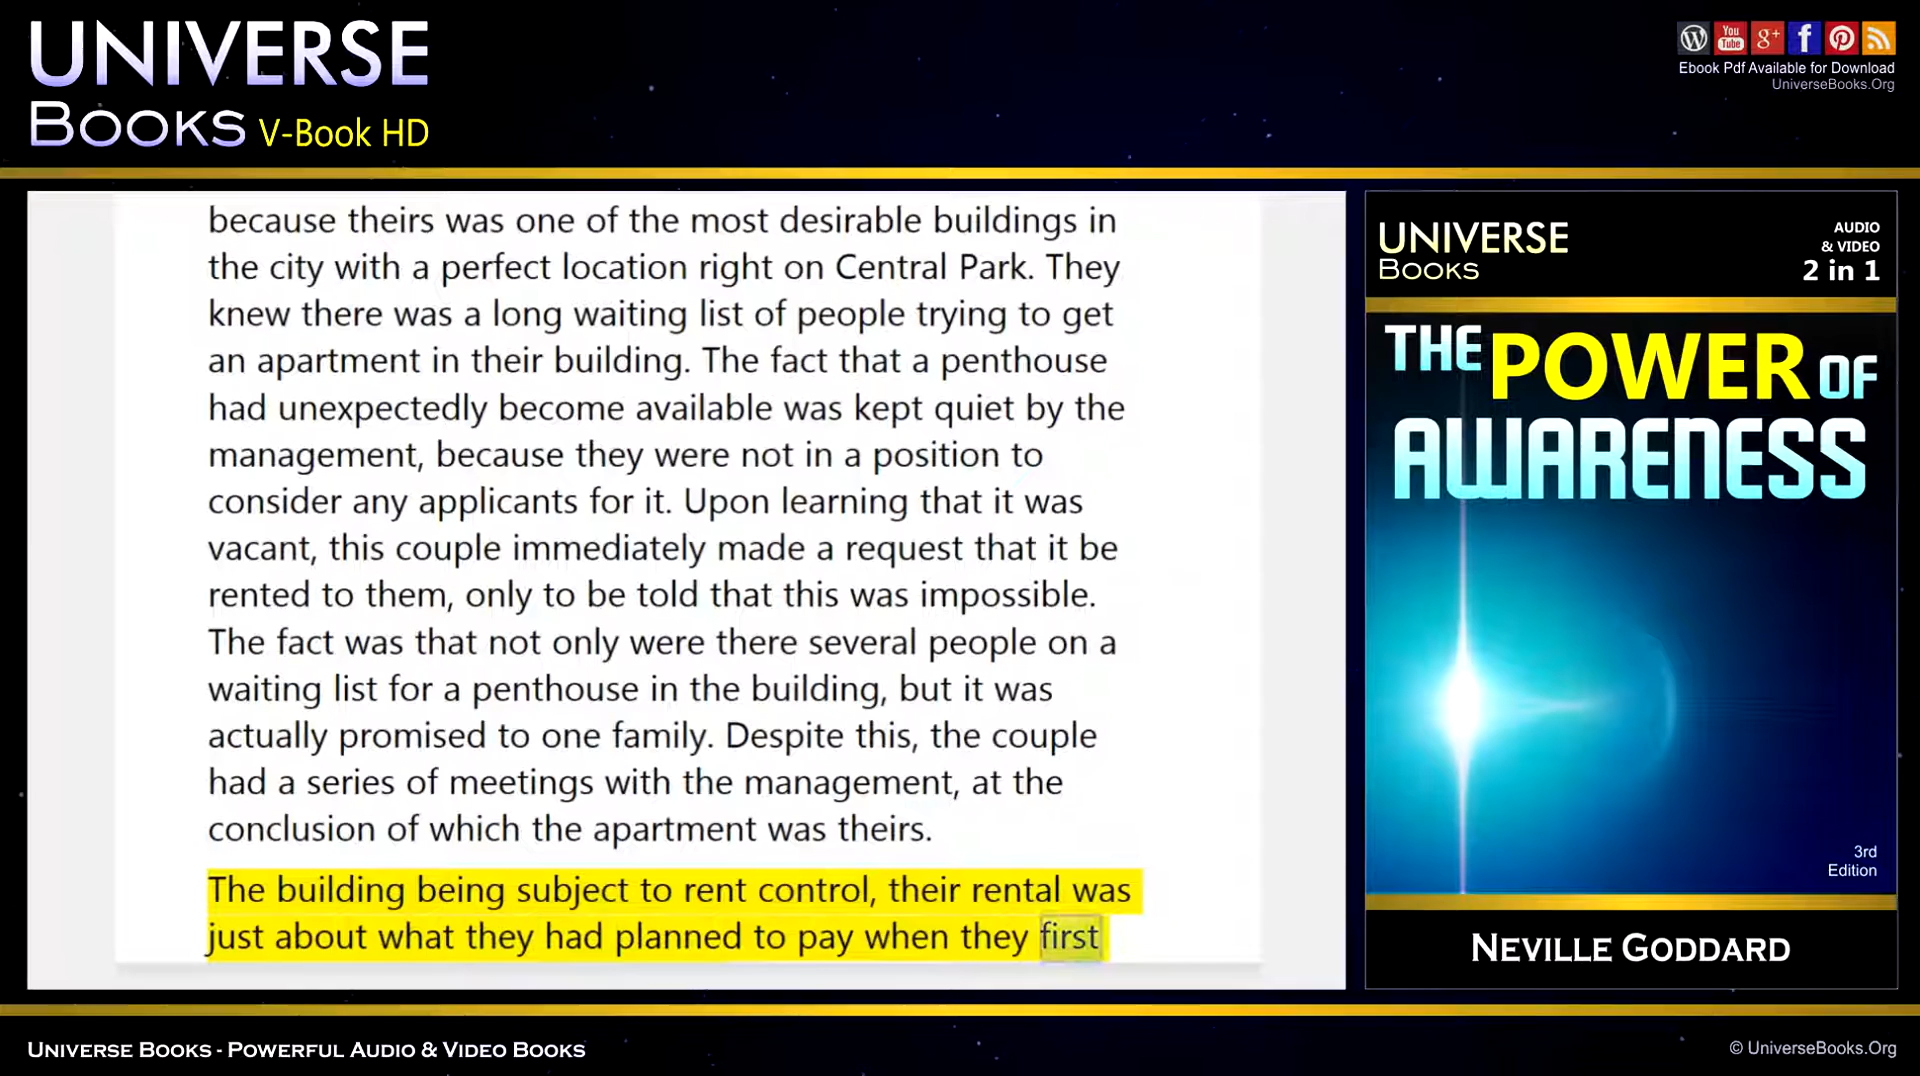 UNIVERSE
BOOKS V-Book HD
You
Tube
g+
f
Ebook Pdf Available for Download
UniverseBooks.Org
because theirs was one of the most desirable buildings in
the city with a perfect location right on Central Park. They
knew there was a long waiting list of people trying to get
an apartment in their building. The fact that a penthouse
had unexpectedly become available was kept quiet by the
management, because they were not in a position to
consider any applicants for it. Upon learning that it was
vacant, this couple immediately made a request that it be
rented to them, only to be told that this was impossible.
The fact was that not only were there several people on a
waiting list for a penthouse in the building, but it was
actually promised to one family. Despite this, the couple
had a series of meetings with the management, at the
conclusion of which the apartment was theirs.
The building being subject to rent control, their rental was
just about what they had planned to pay when they first
UNIVERSE
BOOKS
AUDIO
& VIDEO
2 in 1
THE POWER OF
AWARENESS
3rd
Edition
NEVILLE GODDARD
UNIVERSE BOOKS - POWERFUL AUDIO & VIDEO BOOKS
© UniverseBooks.Org